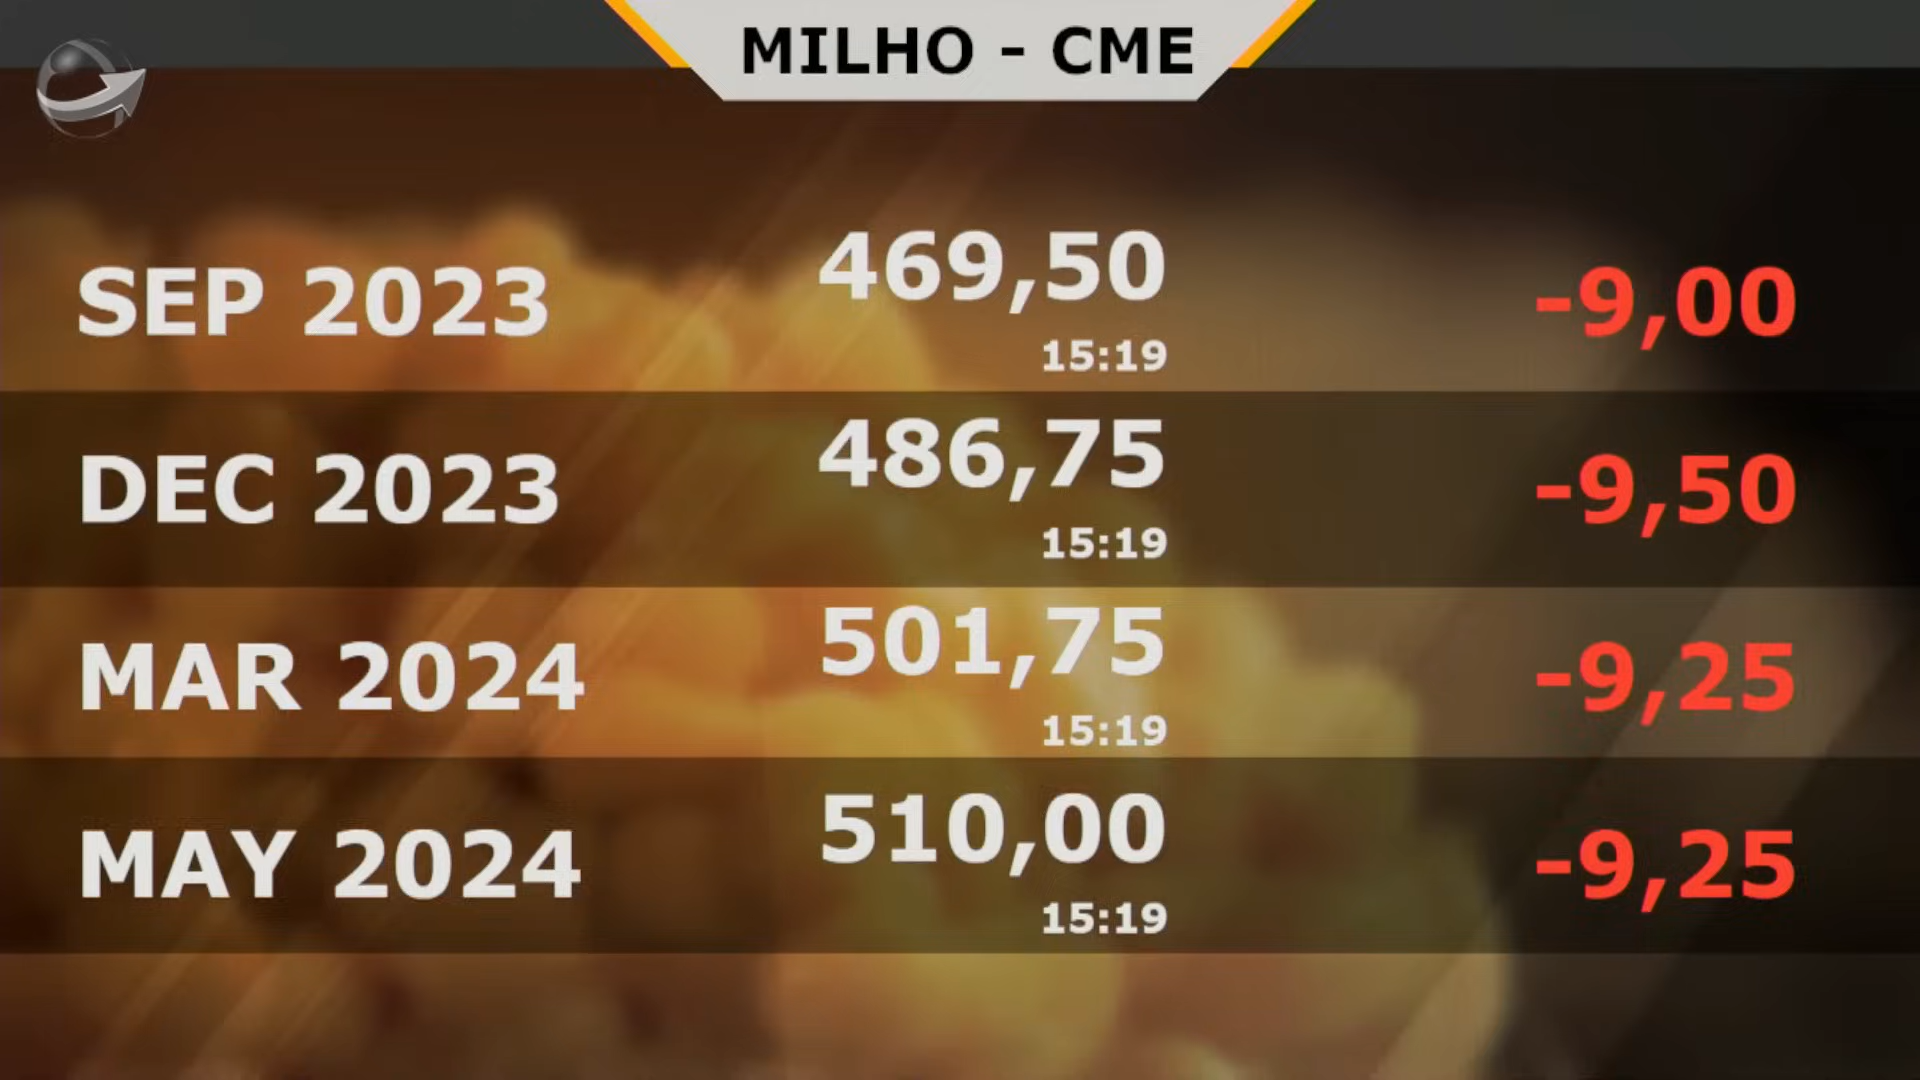 MILHO - CME
SEP 2023 469,50 -9,00
15:19
DEC 2023 486,75 -9,50
15:19
MAR 2024 501,75 -9,25
15:19
MAY 2024 510,00 -9,25
15:19